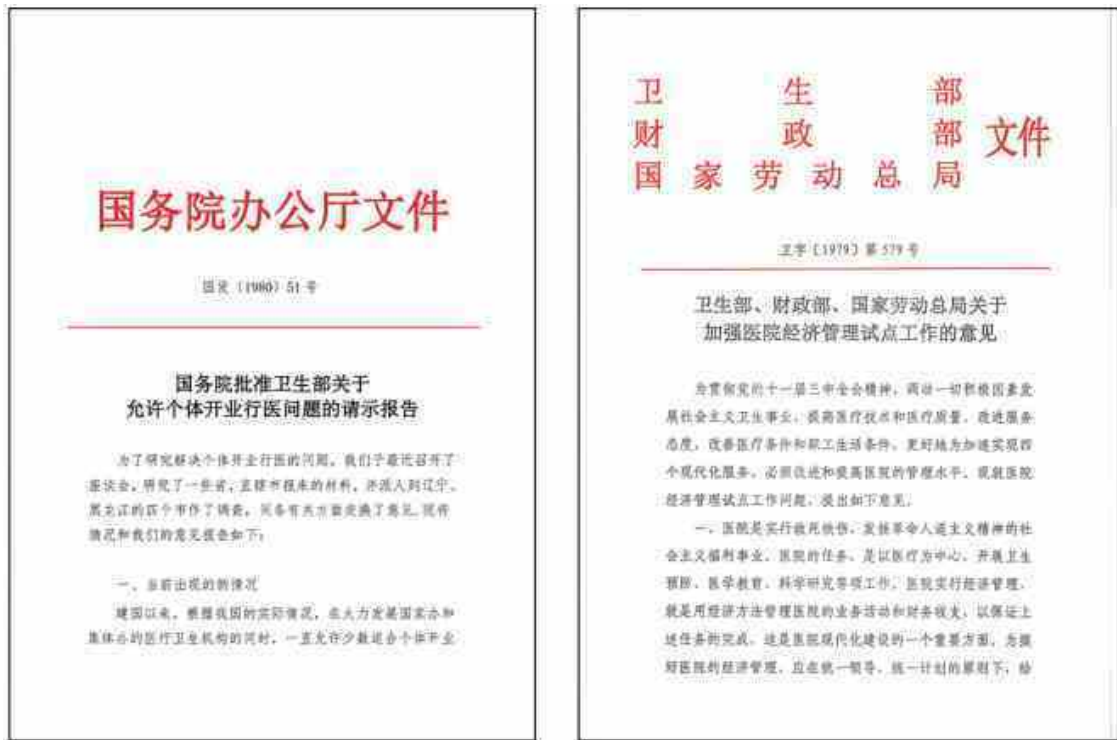 国务院办公厅文件
国发（1980）51 号
国务院批准卫生部关于
允许个体开业行医问题的请示报告
为了研究解决个体开业行医的问题，我们于最近召开了
座谈会，研究了一些省，直辖市报来的材料，并派人到辽宁、
黑龙江的四个市作了调查，同各有关方面交换了意见，现将
情况和我们的意见报告如下：
一、当前出现的新情况
建国以来，根据我国的实际情况，在大力发展国家办和
集体办的医疗卫生机构的同时，一直允许少数适合个体开业
卫生部
财政部
国家劳动总局
文件
卫字〔1979〕第 579 号
卫生部、财政部、国家劳动总局关于
加强医院经济管理试点工作的意见
为贯彻党的十一届三中全会精神，调动一切积极因素发
展社会主义卫生事业，提高医疗技术和医疗质量，改进服务
态度，改善医疗条件和职工生活条件，更好地为加速实现四
个现代化服务，必须改进和提高医院的管理水平。现就医院
经济管理试点工作问题，提出如下意见。
一、医院是实行救死扶伤、发扬革命人道主义精神的社
会主义福利事业。医院的任务，是以医疗为中心，开展卫生
预防、医学教育、科学研究等项工作。医院实行经济管理，
就是用经济方法管理医院的业务活动和财务收支，以保证上
述任务的完成。这是医院现代化建设的一个重要方面。为搞
好医院的经济管理，应在统一领导、统一计划的原则下，给